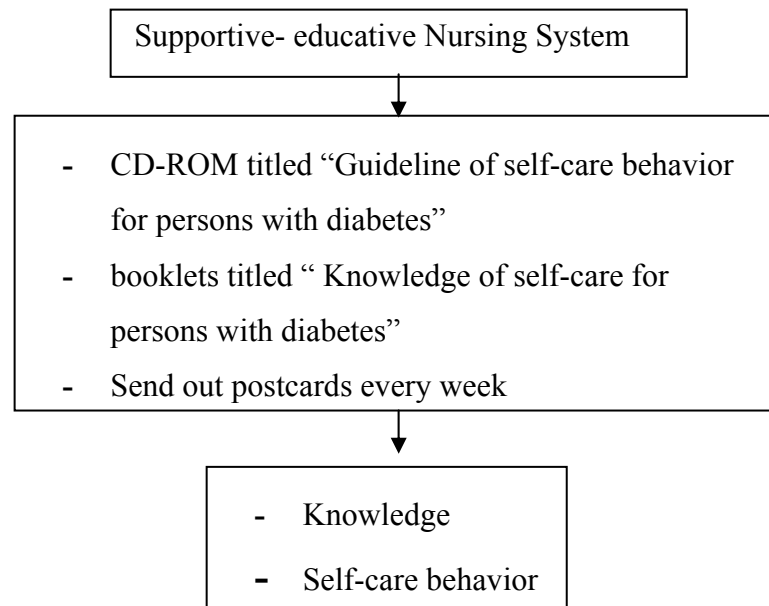 Supportive- educative Nursing System
- CD-ROM titled “Guideline of self-care behavior
for persons with diabetes”
- booklets titled “ Knowledge of self-care for
persons with diabetes”
- Send out postcards every week
- Knowledge
- Self-care behavior